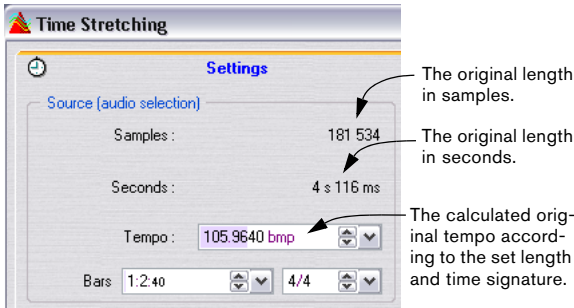 Time Stretching
Settings
Source (audio selection)
Samples : 181 534
Seconds : 4 s 116 ms
Tempo : 105.9640 bmp
Bars 1:2:40 4/4
The original length
in samples.
The original length
in seconds.
The calculated orig-
inal tempo accord-
ing to the set length
and time signature.